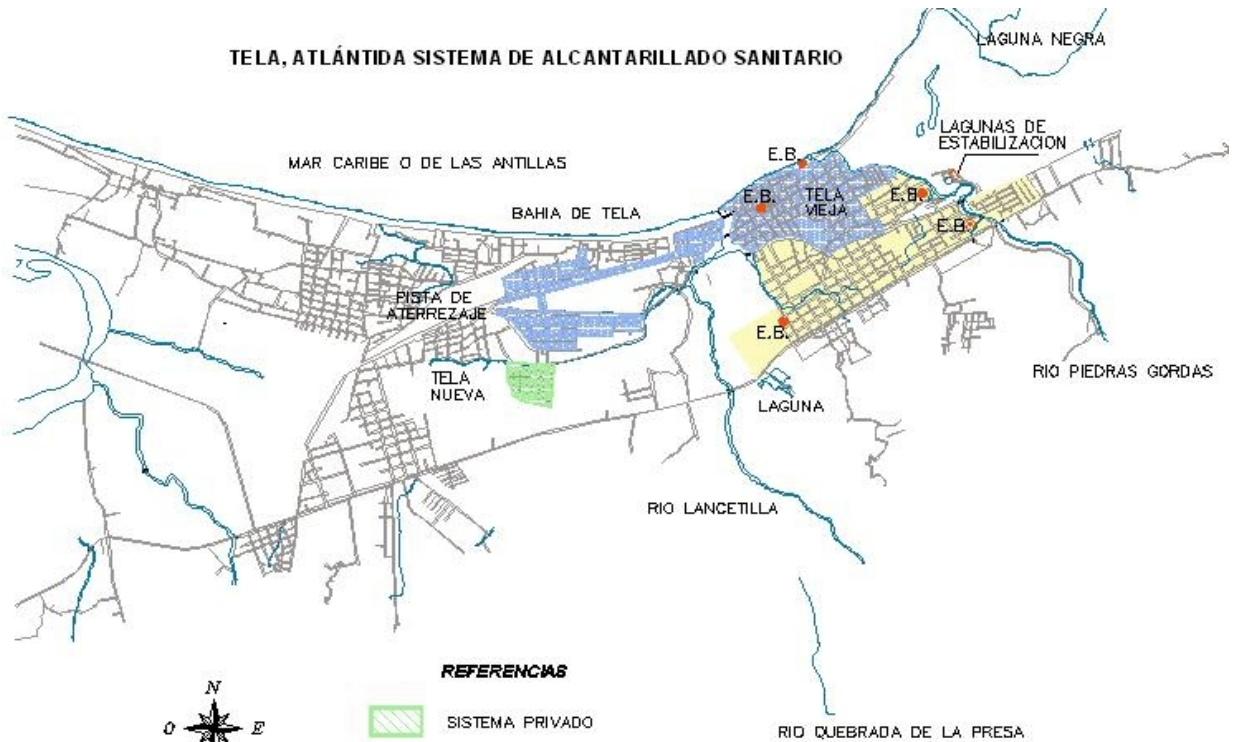 TELA, ATLÁNTIDA SISTEMA DE ALCANTARILLADO SANITARIO
LAGUNA NEGRA
LAGUNAS DE
ESTABILIZACION
MAR CARIBE O DE LAS ANTILLAS
E.B.
E.B.
TELA
VIEJA
E.B.
BAHIA DE TELA
E.B.
PISTA DE
ATERREZAJE
E.B.
TELA
NUEVA
LAGUNA
RIO PIEDRAS GORDAS
RIO LANCETILLA
REFERENCIAS
N
O
E
SISTEMA PRIVADO
RIO QUEBRADA DE LA PRESA